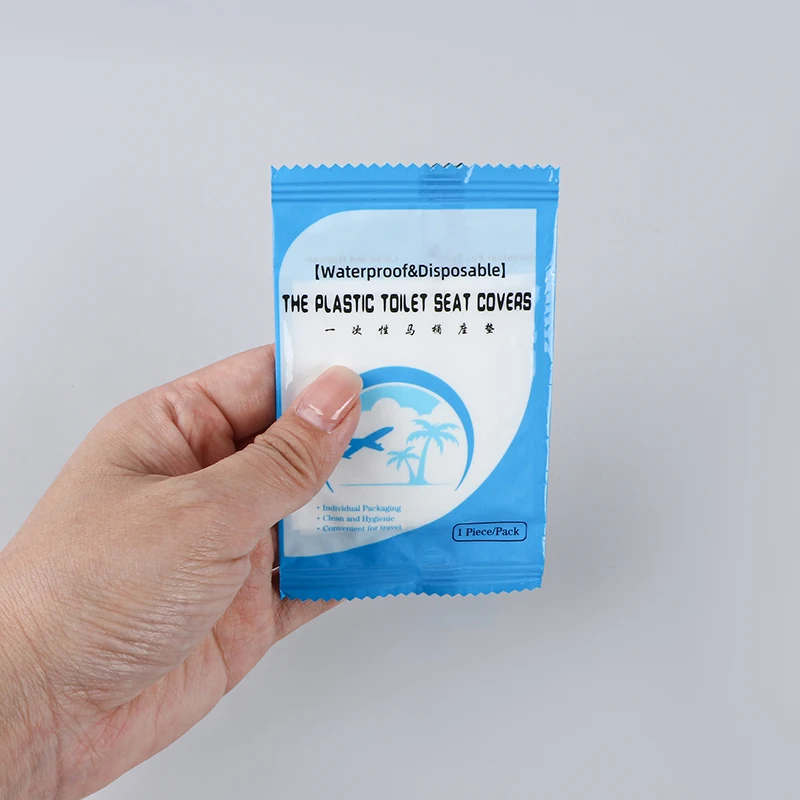 【Waterproof&Disposable】
THE PLASTIC TOILET SEAT COVERS
一次性马桶座垫
· Individual Packaging
· Clean and Hygienic
· Convenient for travel
1 Piece/Pack